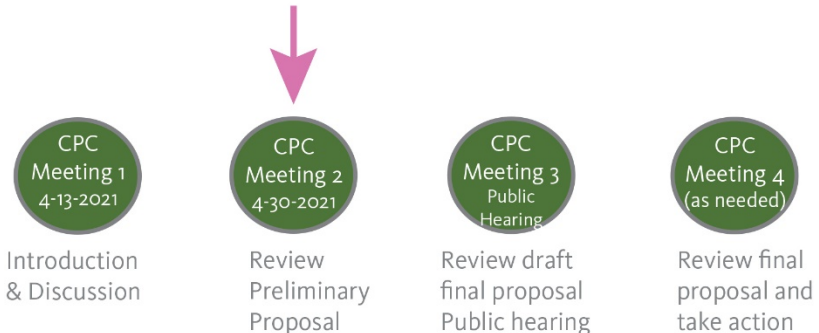 CPC
Meeting 1
4-13-2021
Introduction
& Discussion
CPC
Meeting 2
4-30-2021
Review
Preliminary
Proposal
CPC
Meeting 3
Public
Hearing
Review draft
final proposal
Public hearing
CPC
Meeting 4
(as needed)
Review final
proposal and
take action